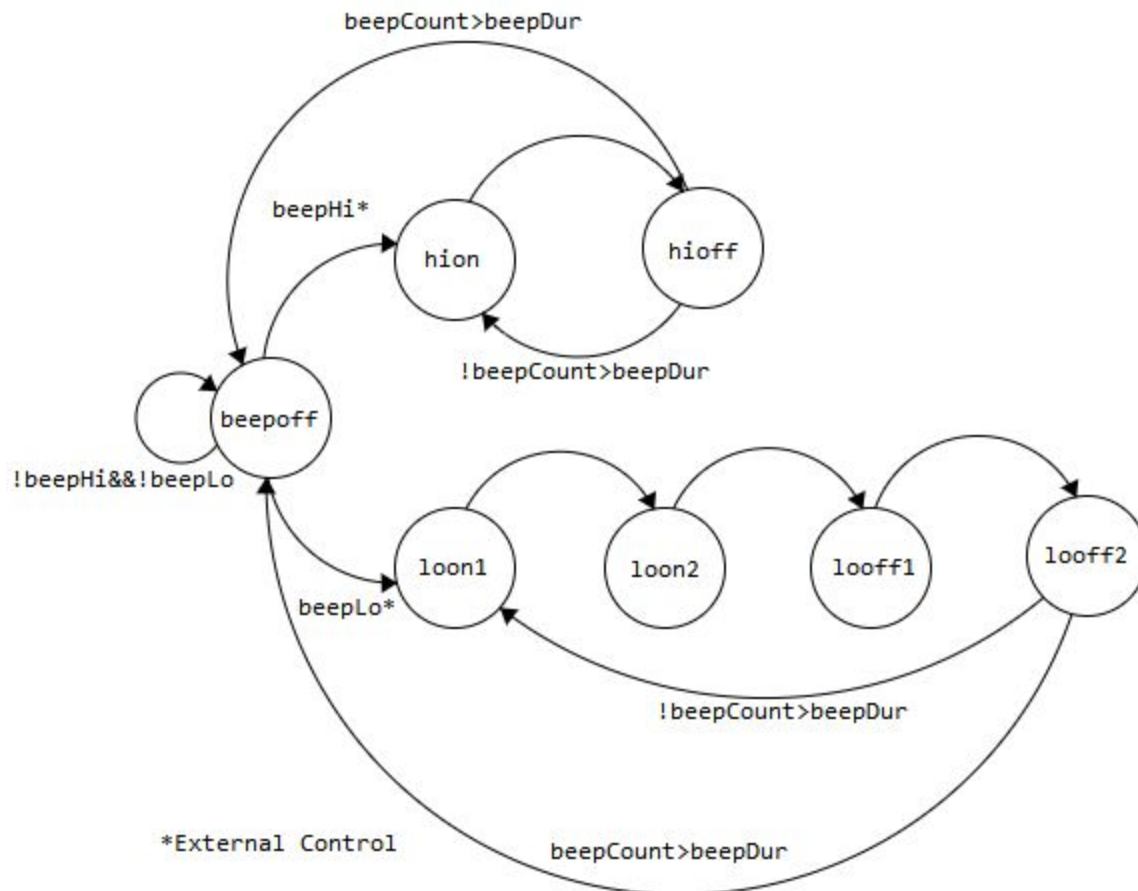 beepCount>beepDur
beepHi*
hion
hioff
!beepCount>beepDur
beepoff
!beepHi&&!beepLo
loon1
loon2
looff1
looff2
beepLo*
!beepCount>beepDur
*External Control
beepCount>beepDur